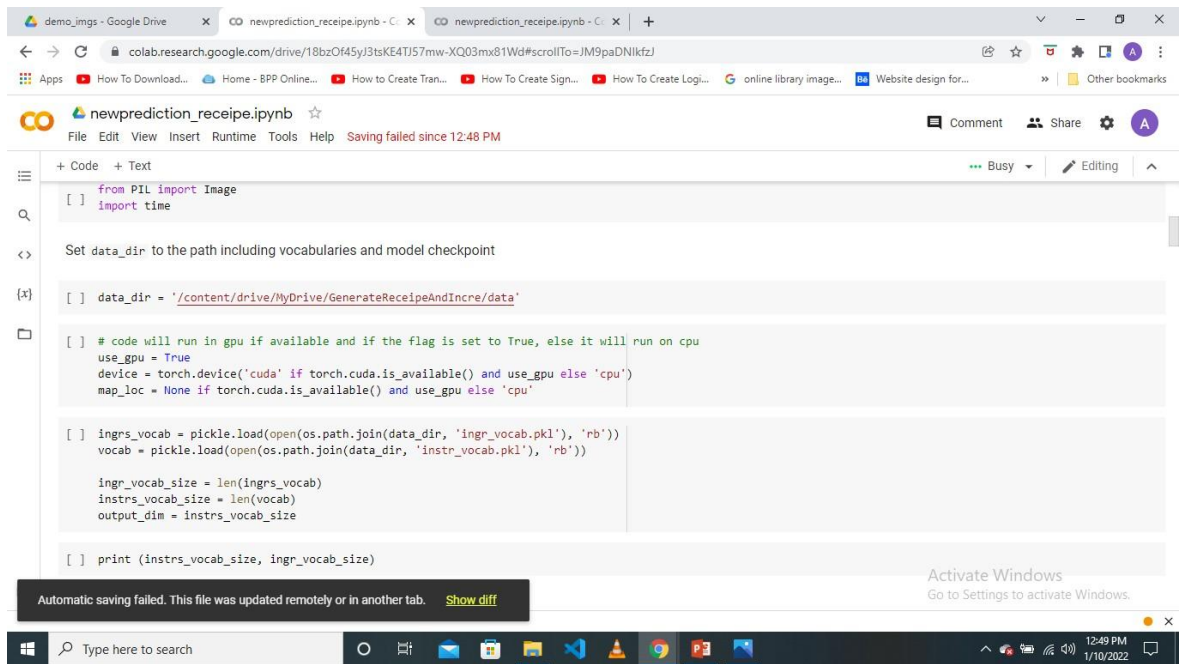 demo_imgs - Google Drive
newprediction_receipe.ipynb - C
newprediction_receipe.ipynb - C
colab.research.google.com/drive/18bzOf45yJ3tsKE4TJ57mw-XQ03mx81Wd#scrollTo=JM9paDNlkfzJ
Apps How To Download... Home - BPP Online... How to Create Tran... How To Create Sign... How To Create Logi... online library image... Website design for... » Other bookmarks
newprediction_receipe.ipynb
Comment Share A
File Edit View Insert Runtime Tools Help Saving failed since 12:48 PM
+ Code + Text
Busy Editing
from PIL import Image
[ ] import time
Set data_dir to the path including vocabularies and model checkpoint
[ ] data_dir = '/content/drive/MyDrive/GenerateReceipeAndIncre/data'
[ ] # code will run in gpu if available and if the flag is set to True, else it will run on cpu
use_gpu = True
device = torch.device('cuda' if torch.cuda.is_available() and use_gpu else 'cpu')
map_loc = None if torch.cuda.is_available() and use_gpu else 'cpu'
[ ] ingrs_vocab = pickle.load(open(os.path.join(data_dir, 'ingr_vocab.pkl'), 'rb'))
vocab = pickle.load(open(os.path.join(data_dir, 'instr_vocab.pkl'), 'rb'))
ingr_vocab_size = len(ingrs_vocab)
instrs_vocab_size = len(vocab)
output_dim = instrs_vocab_size
[ ] print (instrs_vocab_size, ingr_vocab_size)
Activate Windows
Go to Settings to activate Windows.
Automatic saving failed. This file was updated remotely or in another tab. Show diff
Type here to search
12:49 PM
1/10/2022